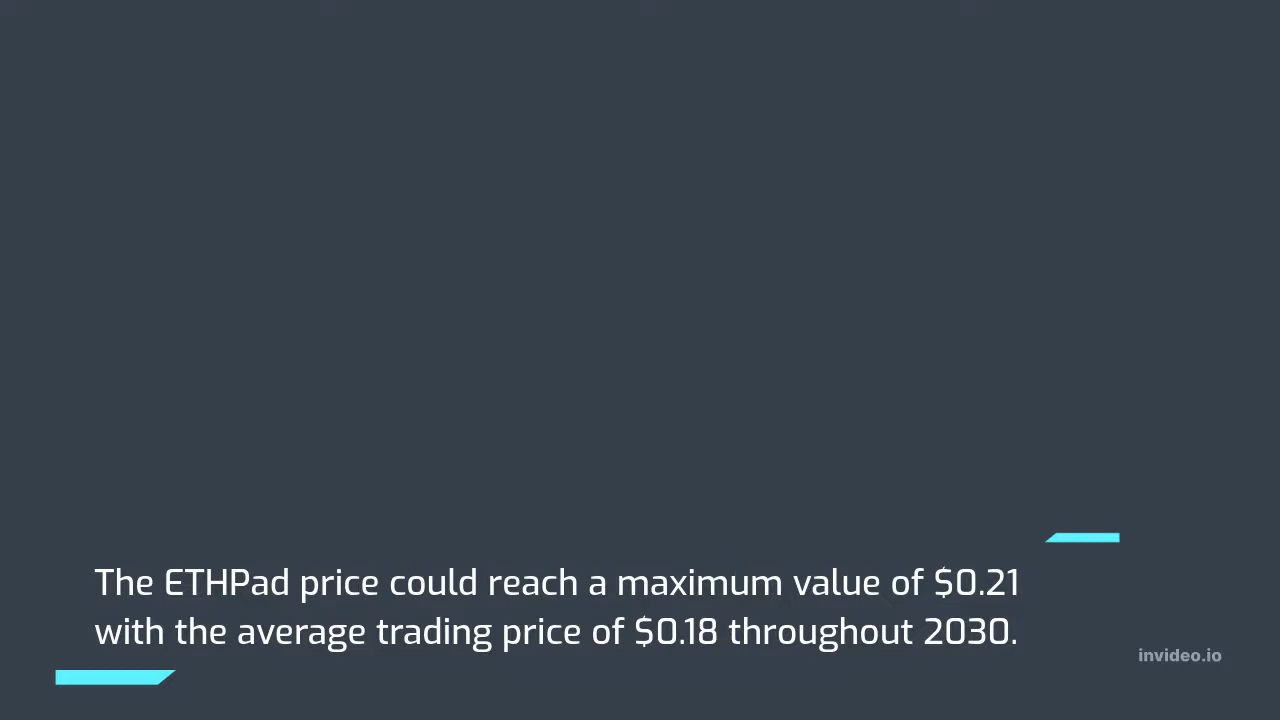 The ETHPad price could reach a maximum value of $0.21
with the average trading price of $0.18 throughout 2030.
invideo.io